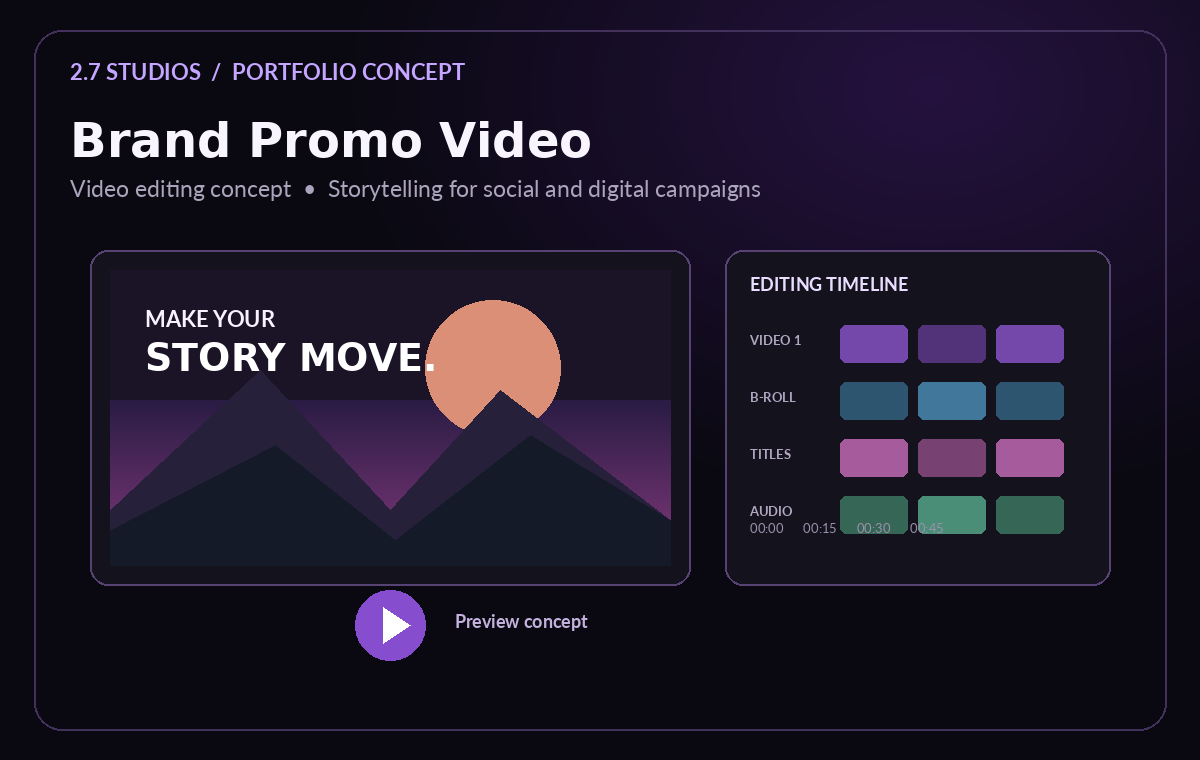 2.7 STUDIOS / PORTFOLIO CONCEPT
Brand Promo Video
Video editing concept • Storytelling for social and digital campaigns
MAKE YOUR
STORY MOVE.
Preview concept
EDITING TIMELINE
VIDEO 1
B-ROLL
TITLES
AUDIO
00:00 00:15 00:30 00:45